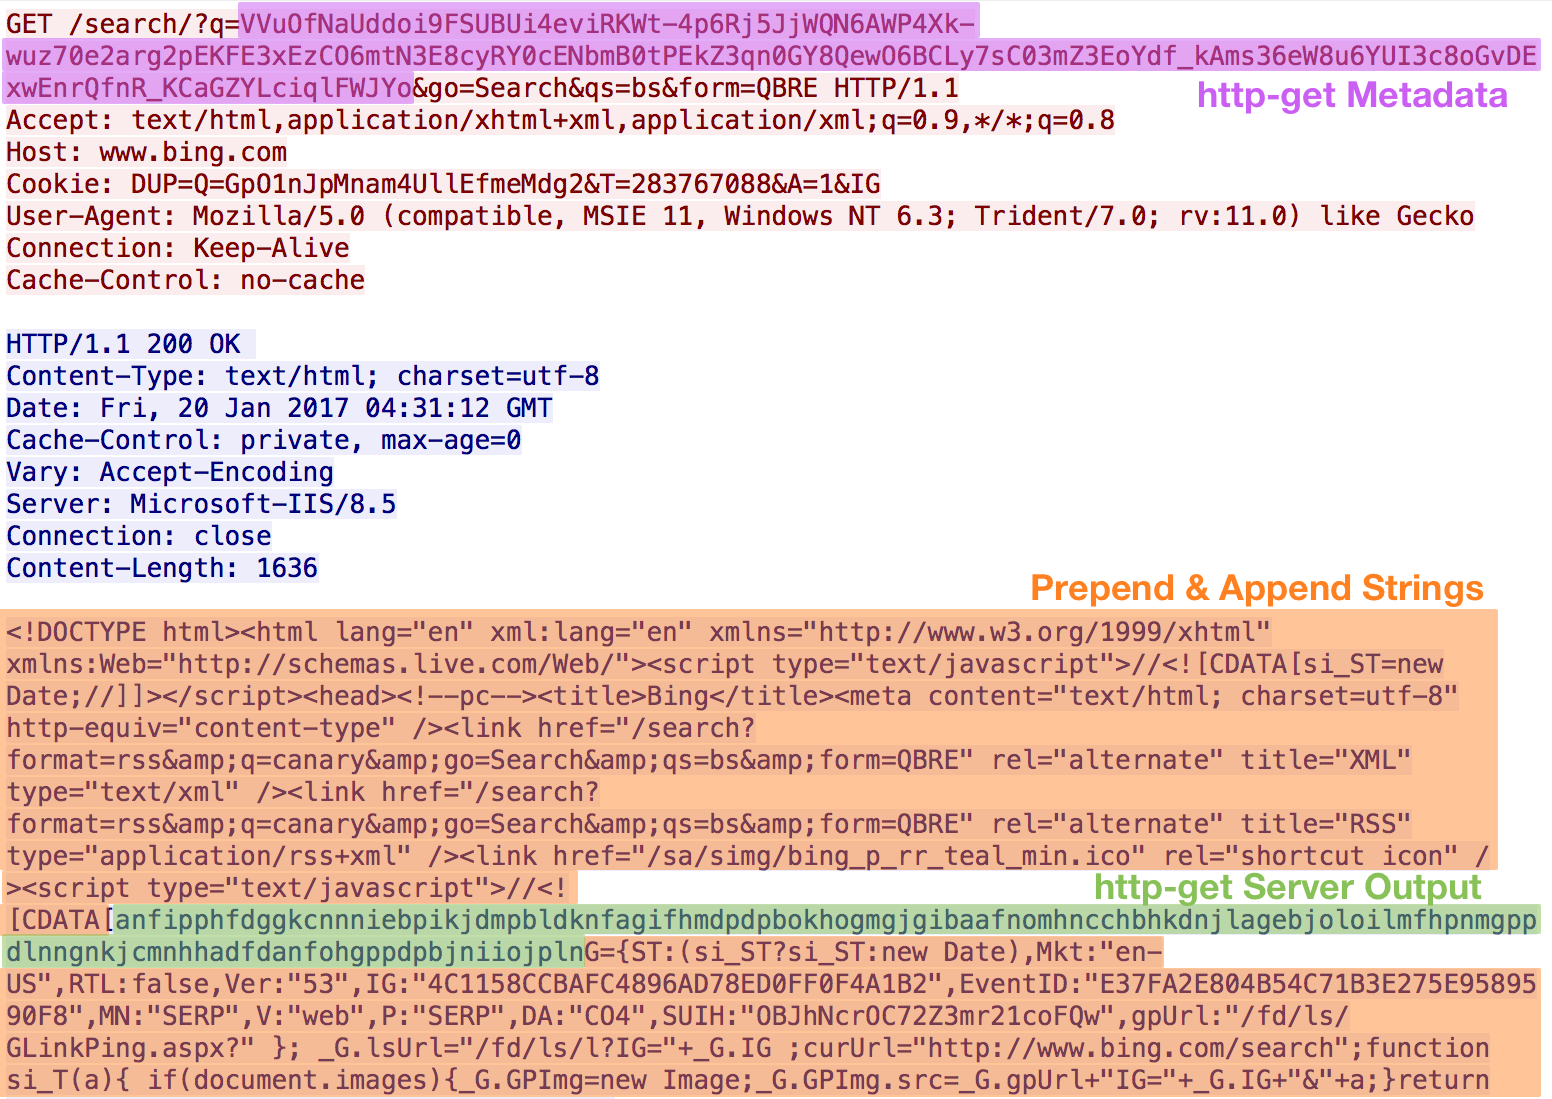 GET /search/?q=VVuOfNaUddoi9FSUBUi4eviRKWt-4p6Rj5JjWQN6AWP4Xk-
wuz70e2arg2pEKFE3xEzCO6mtN3E8cyRY0cENbmB0tPEkZ3qn0GY8QewO6BCLy7sC03mZ3EoYdf_kAms36eW8u6YUI3c8oGvDE
xwEnrQfnR_KCaGZYLciqlFWJYo&go=Search&qs=bs&form=QBRE HTTP/1.1
http-get Metadata
Accept: text/html,application/xhtml+xml,application/xml;q=0.9,*/*;q=0.8
Host: www.bing.com
Cookie: DUP=Q=GpO1nJpMnam4UllEfmeMdg2&T=283767088&A=1&IG
User-Agent: Mozilla/5.0 (compatible, MSIE 11, Windows NT 6.3; Trident/7.0; rv:11.0) like Gecko
Connection: Keep-Alive
Cache-Control: no-cache
HTTP/1.1 200 OK
Content-Type: text/html; charset=utf-8
Date: Fri, 20 Jan 2017 04:31:12 GMT
Cache-Control: private, max-age=0
Vary: Accept-Encoding
Server: Microsoft-IIS/8.5
Connection: close
Content-Length: 1636
Prepend & Append Strings
<!DOCTYPE html><html lang="en" xml:lang="en" xmlns="http://www.w3.org/1999/xhtml"
xmlns:Web="http://schemas.live.com/Web/"><script type="text/javascript">//<![CDATA[si_ST=new
Date;//]]></script><head><!--pc--><title>Bing</title><meta content="text/html; charset=utf-8"
http-equiv="content-type" /><link href="/search?
format=rss&amp;q=canary&amp;go=Search&amp;qs=bs&amp;form=QBRE" rel="alternate" title="XML"
type="text/xml" /><link href="/search?
format=rss&amp;q=canary&amp;go=Search&amp;qs=bs&amp;form=QBRE" rel="alternate" title="RSS"
type="application/rss+xml" /><link href="/sa/simg/bing_p_rr_teal_min.ico" rel="shortcut icon" /
><script type="text/javascript">//<!
http-get Server Output
[CDATA[anfipphfdggkcnnniebpikjdmpbldknfagifhmdpdpbokhogmgjgibaafnomhncchbhkdnjlagebjoloilmfhpnmgpp
dlnngnkjcmnhhadfdanfohgppdpbjniiojplnG={ST:(si_ST?si_ST:new Date),Mkt:"en-
US",RTL:false,Ver:"53",IG:"4C1158CCBAFC4896AD78ED0FF0F4A1B2",EventID:"E37FA2E804B54C71B3E275E95895
90F8",MN:"SERP",V:"web",P:"SERP",DA:"CO4",SUIH:"OBJhNcrOC72Z3mr21coFQw",gpUrl:"/fd/ls/
GLinkPing.aspx?" }; _G.lsUrl="/fd/ls/l?IG="+_G.IG ;curUrl="http://www.bing.com/search";function
si_T(a){ if(document.images){_G.GPImg=new Image;_G.GPImg.src=_G.gpUrl+"IG="+_G.IG+"&"+a;}return